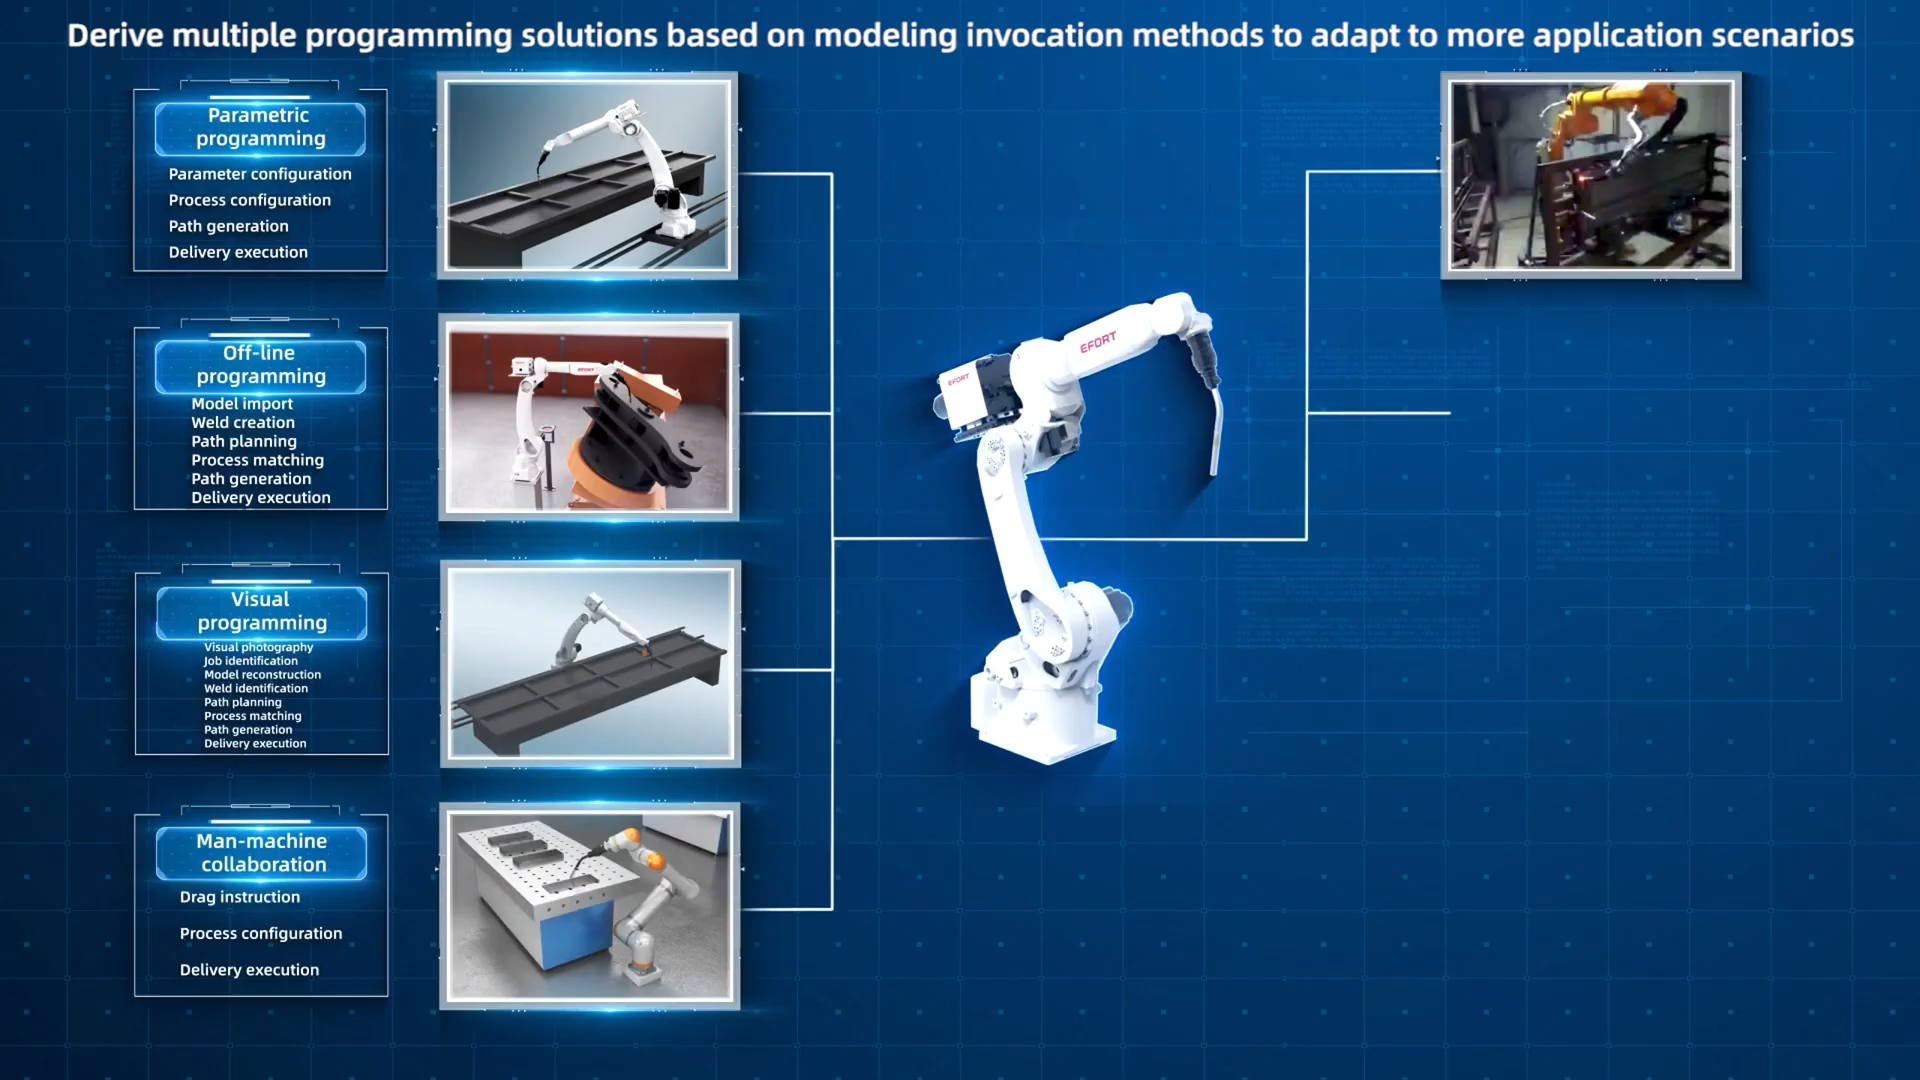 Derive multiple programming solutions based on modeling invocation methods to adapt to more application scenarios
Parametric
programming
Parameter configuration
Process configuration
Path generation
Delivery execution
Off-line
programming
Model import
Weld creation
Path planning
Process matching
Path generation
Delivery execution
Visual
programming
Visual photography
Job identification
Model reconstruction
Weld identification
Path planning
Process matching
Path generation
Delivery execution
Man-machine
collaboration
Drag instruction
Process configuration
Delivery execution
EFORT
EFORT
EFORT